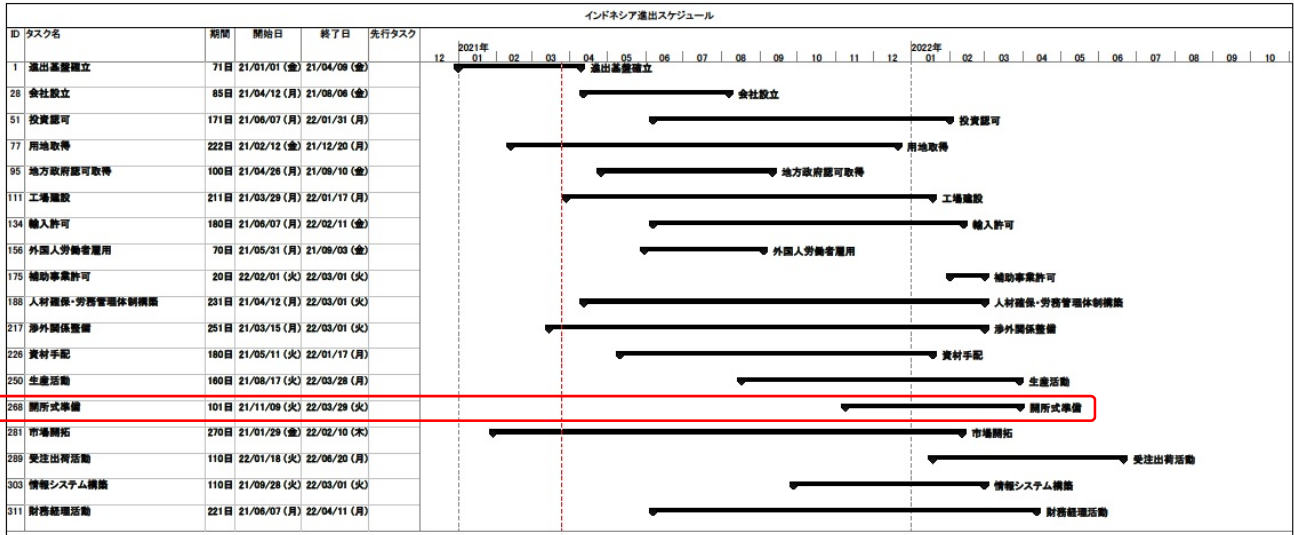 インドネシア進出スケジュール
ID タスク名 期間 開始日 終了日 先行タスク
2021年 2022年
12 01 02 03 04 05 06 07 08 09 10 11 12 01 02 03 04 05 06 07 08 09 10
1 進出基盤確立 71日 21/01/01 (金) 21/04/09 (金) 進出基盤確立
28 会社設立 85日 21/04/12 (月) 21/08/06 (金) 会社設立
51 投資認可 171日 21/06/07 (月) 22/01/31 (月) 投資認可
77 用地取得 222日 21/02/12 (金) 21/12/20 (月) 用地取得
95 地方政府認可取得 100日 21/04/26 (月) 21/09/10 (金) 地方政府認可取得
111 工場建設 211日 21/03/29 (月) 22/01/17 (月) 工場建設
134 輸入許可 180日 21/06/07 (月) 22/02/11 (金) 輸入許可
156 外国人労働者雇用 70日 21/05/31 (月) 21/09/03 (金) 外国人労働者雇用
175 補助事業許可 20日 22/02/01 (火) 22/03/01 (火) 補助事業許可
188 人材確保・労務管理体制構築 231日 21/04/12 (月) 22/03/01 (火) 人材確保・労務管理体制構築
217 渉外関係整備 251日 21/03/15 (月) 22/03/01 (火) 渉外関係整備
226 資材手配 180日 21/05/11 (火) 22/01/17 (月) 資材手配
250 生産活動 160日 21/08/17 (火) 22/03/28 (月) 生産活動
268 開所式準備 101日 21/11/09 (火) 22/03/29 (火) 開所式準備
281 市場開拓 270日 21/01/29 (金) 22/02/10 (木) 市場開拓
289 受注出荷活動 110日 22/01/18 (火) 22/06/20 (月) 受注出荷活動
303 情報システム構築 110日 21/09/28 (火) 22/03/01 (火) 情報システム構築
311 財務経理活動 221日 21/06/07 (月) 22/04/11 (月) 財務経理活動